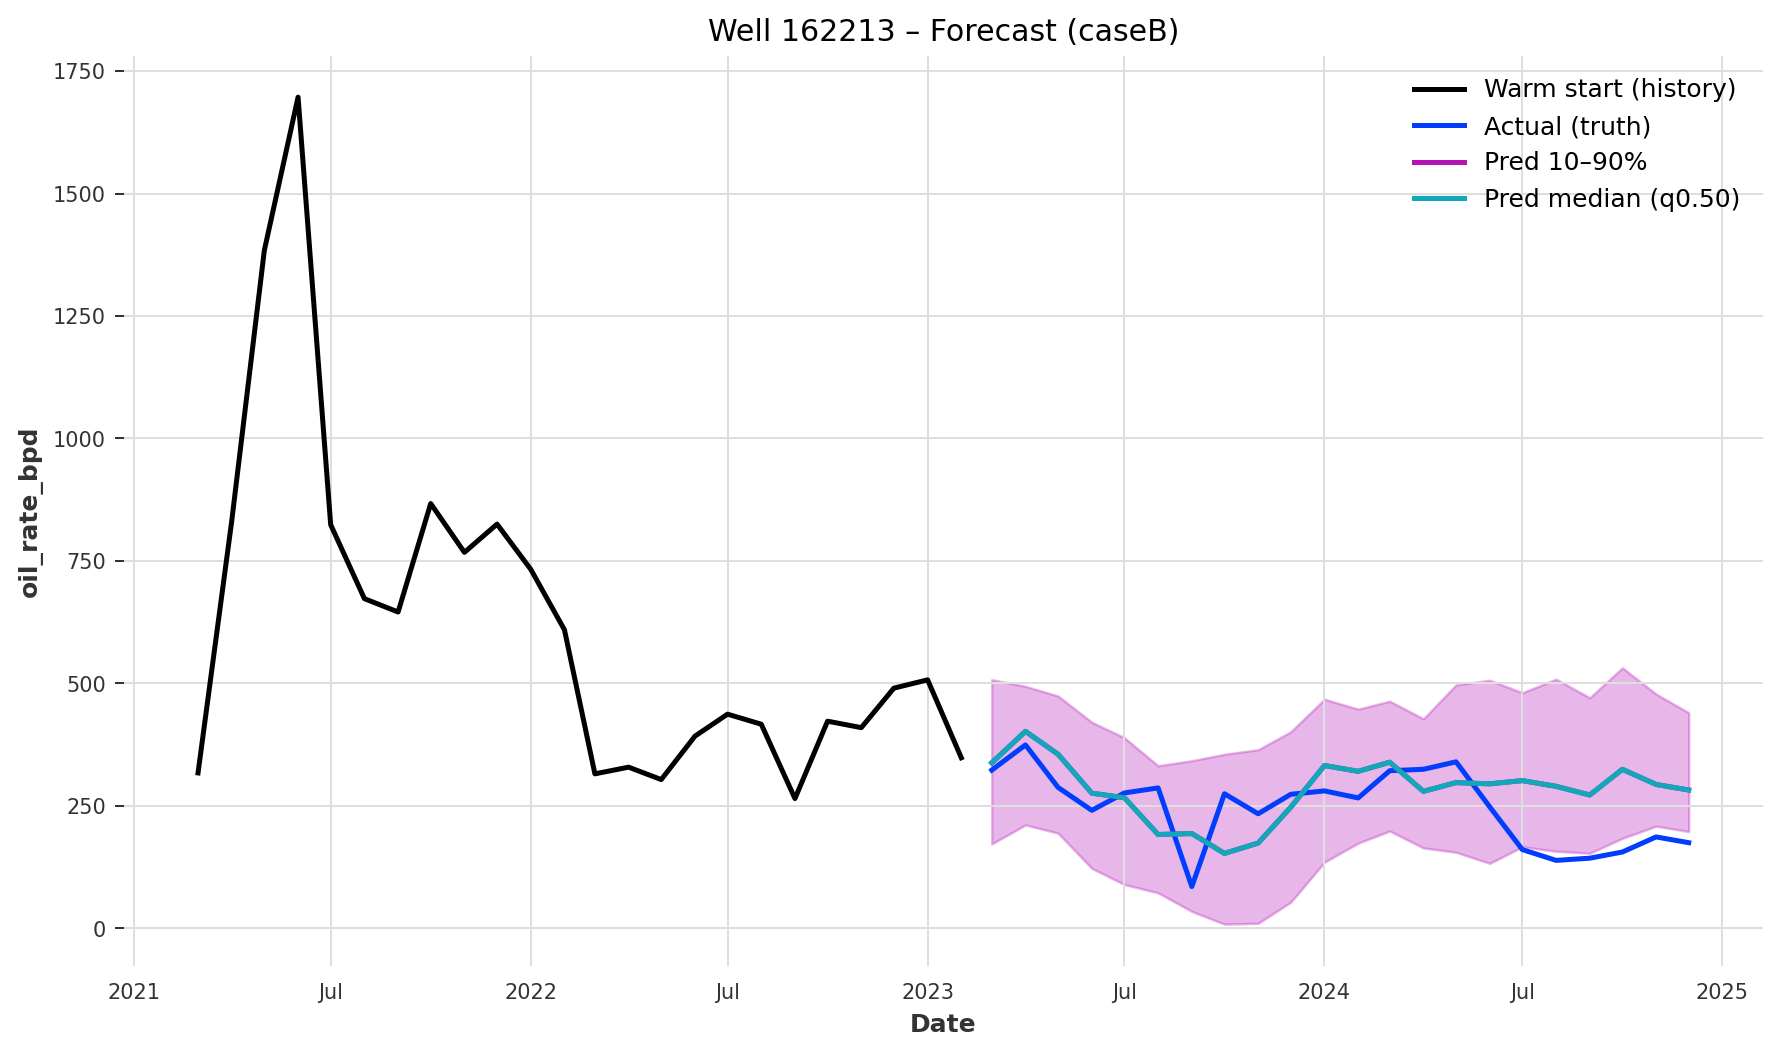 Well 162213 – Forecast (caseB)
1750
1500
1250
1000
750
500
250
0
oil_rate_bpd
Warm start (history)
Actual (truth)
Pred 10–90%
Pred median (q0.50)
2021
Jul
2022
Jul
2023
Jul
2024
Jul
2025
Date